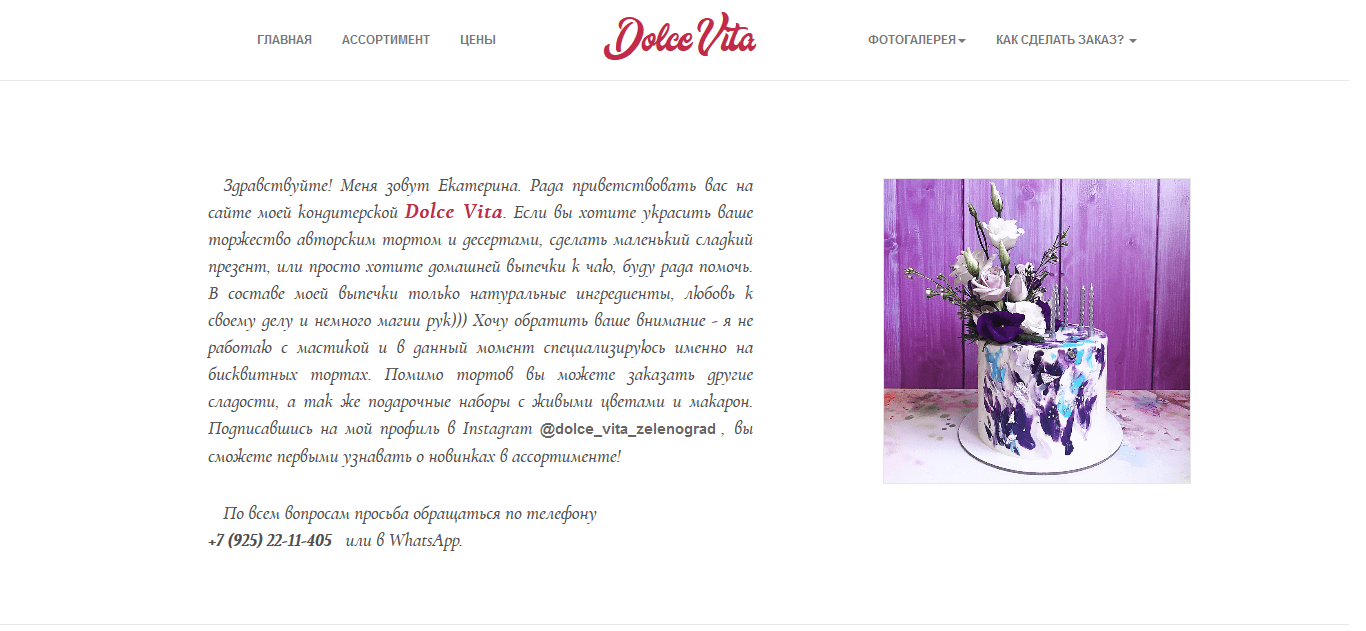 ГЛАВНАЯ АССОРТИМЕНТ ЦЕНЫ Dolce Vita ФОТОГАЛЕРЕЯ КАК СДЕЛАТЬ ЗАКАЗ?
Здравствуйте! Меня зовут Екатерина. Рада приветствовать вас на
сайте моей кондитерской Dolce Vita. Если вы хотите украсить ваше
торжество авторским тортом и десертами, сделать маленький сладкий
презент, или просто хотите домашней выпечки к чаю, буду рада помочь.
В составе моей выпечки только натуральные ингредиенты, любовь к
своему делу и немного магии рук))) Хочу обратить ваше внимание - я не
работаю с мастикой и в данный момент специализируюсь именно на
бисквитных тортах. Помимо тортов вы можете заказать другие
сладости, а так же подарочные наборы с живыми цветами и макарон.
Подписавшись на мой профиль в Instagram @dolce_vita_zelenograd , вы
сможете первыми узнавать о новинках в ассортименте!
По всем вопросам просьба обращаться по телефону
+7 (925) 22-11-405 или в WhatsApp.